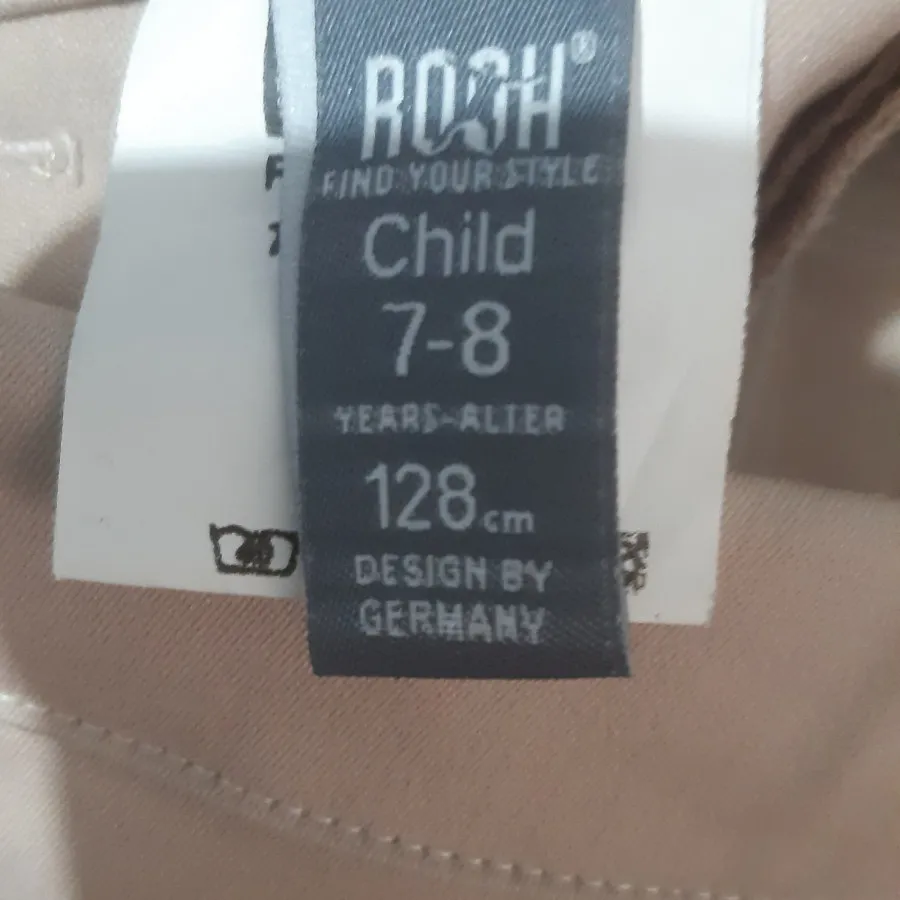 ROSH®
FIND YOUR STYLE
Child
7-8
YEARS-ALTER
128cm
DESIGN BY
GERMANY